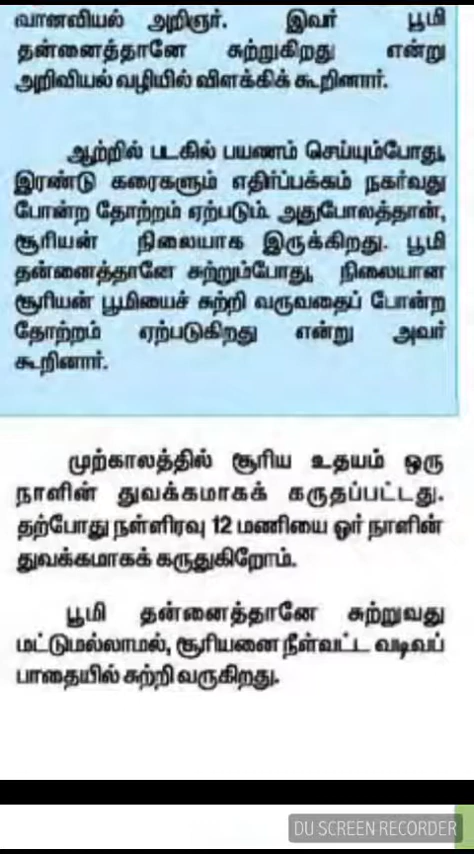 வானவியல் அறிஞர். இவர் பூமி
தன்னைத்தானே சுற்றுகிறது என்று
அறிவியல் வழியில் விளக்கிக் கூறினார்.
ஆற்றில் படகில் பயணம் செய்யும்போது,
இரண்டு கரைகளும் எதிர்ப்பக்கம் நகர்வது
போன்ற தோற்றம் ஏற்படும். அதுபோலத்தான்,
சூரியன் நிலையாக இருக்கிறது. பூமி
தன்னைத்தானே சுற்றும்போது, நிலையான
சூரியன் பூமியைச் சுற்றி வருவதைப் போன்ற
தோற்றம் ஏற்படுகிறது என்று அவர்
கூறினார்.
முற்காலத்தில் சூரிய உதயம் ஒரு
நாளின் துவக்கமாகக் கருதப்பட்டது.
தற்போது நள்ளிரவு 12 மணியை ஓர் நாளின்
துவக்கமாகக் கருதுகிறோம்.
பூமி தன்னைத்தானே சுற்றுவது
மட்டுமல்லாமல், சூரியனை நீள்வட்ட வடிவப்
பாதையில் சுற்றி வருகிறது.
DU SCREEN RECORDER